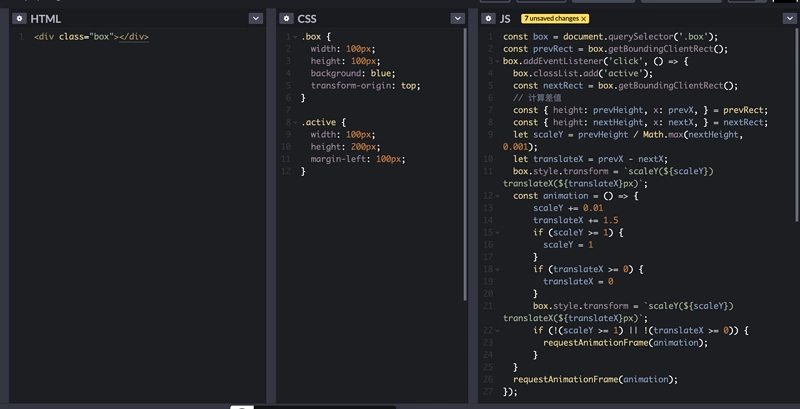 HTML
1 <div class="box"></div>
CSS
1 .box {
2 width: 100px;
3 height: 100px;
4 background: blue;
5 transform-origin: top;
6 }
7
8 .active {
9 width: 100px;
10 height: 200px;
11 margin-left: 100px;
12 }
JS 7 unsaved changes ×
1 const box = document.querySelector('.box');
2 const prevRect = box.getBoundingClientRect();
3 box.addEventListener('click', () => {
4 box.classList.add('active');
5 const nextRect = box.getBoundingClientRect();
6 // 计算差值
7 const { height: prevHeight, x: prevX, } = prevRect;
8 const { height: nextHeight, x: nextX, } = nextRect;
9 let scaleY = prevHeight / Math.max(nextHeight,
0.001);
10 let translateX = prevX - nextX;
11 box.style.transform = `scaleY(${scaleY})
translateX(${translateX}px)`;
12 const animation = () => {
13 scaleY += 0.01
14 translateX += 1.5
15 if (scaleY >= 1) {
16 scaleY = 1
17 }
18 if (translateX >= 0) {
19 translateX = 0
20 }
21 box.style.transform = `scaleY(${scaleY})
translateX(${translateX}px)`;
22 if (!(scaleY >= 1) || !(translateX >= 0)) {
23 requestAnimationFrame(animation);
24 }
25 }
26 requestAnimationFrame(animation);
27 });